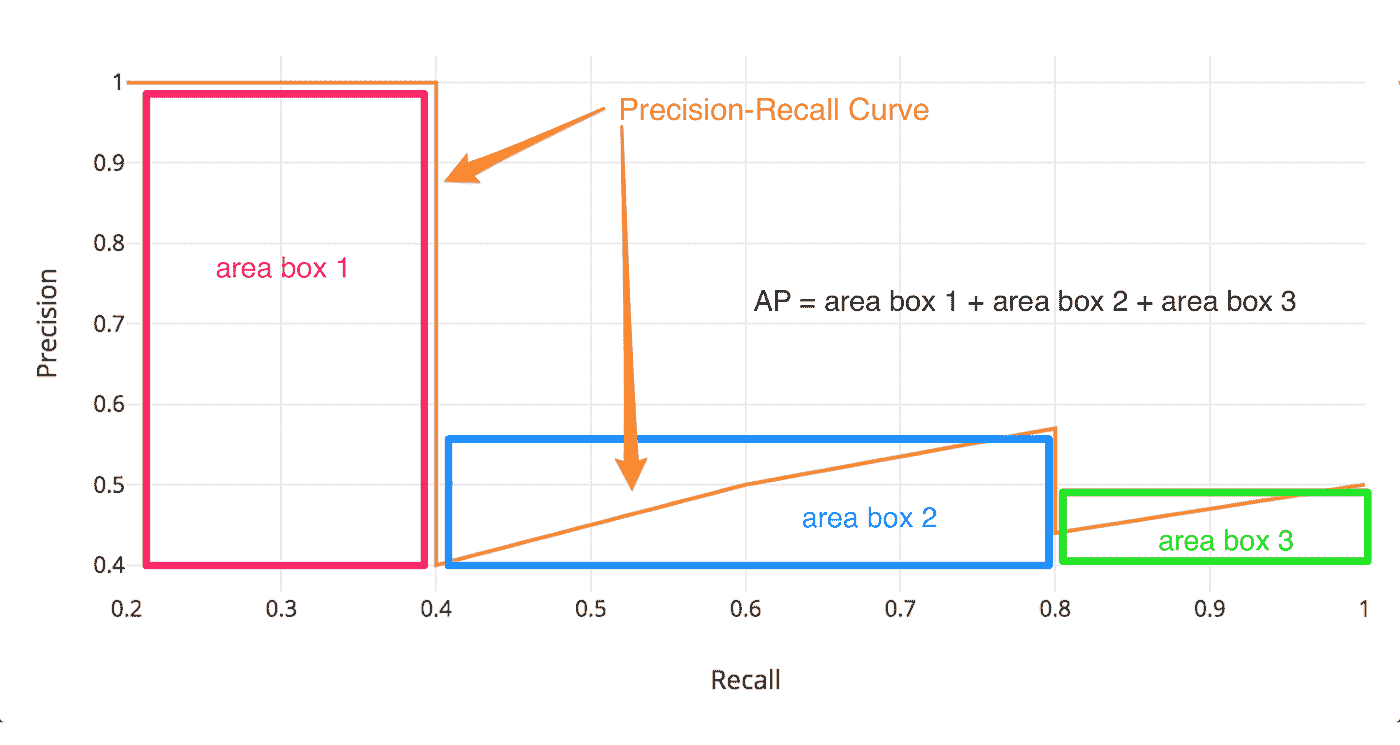 1
Precision-Recall Curve
0.9
0.8
area box 1
AP = area box 1 + area box 2 + area box 3
0.7
Precision
0.6
0.5
area box 2
area box 3
0.4
0.2 0.3 0.4 0.5 0.6 0.7 0.8 0.9 1
Recall